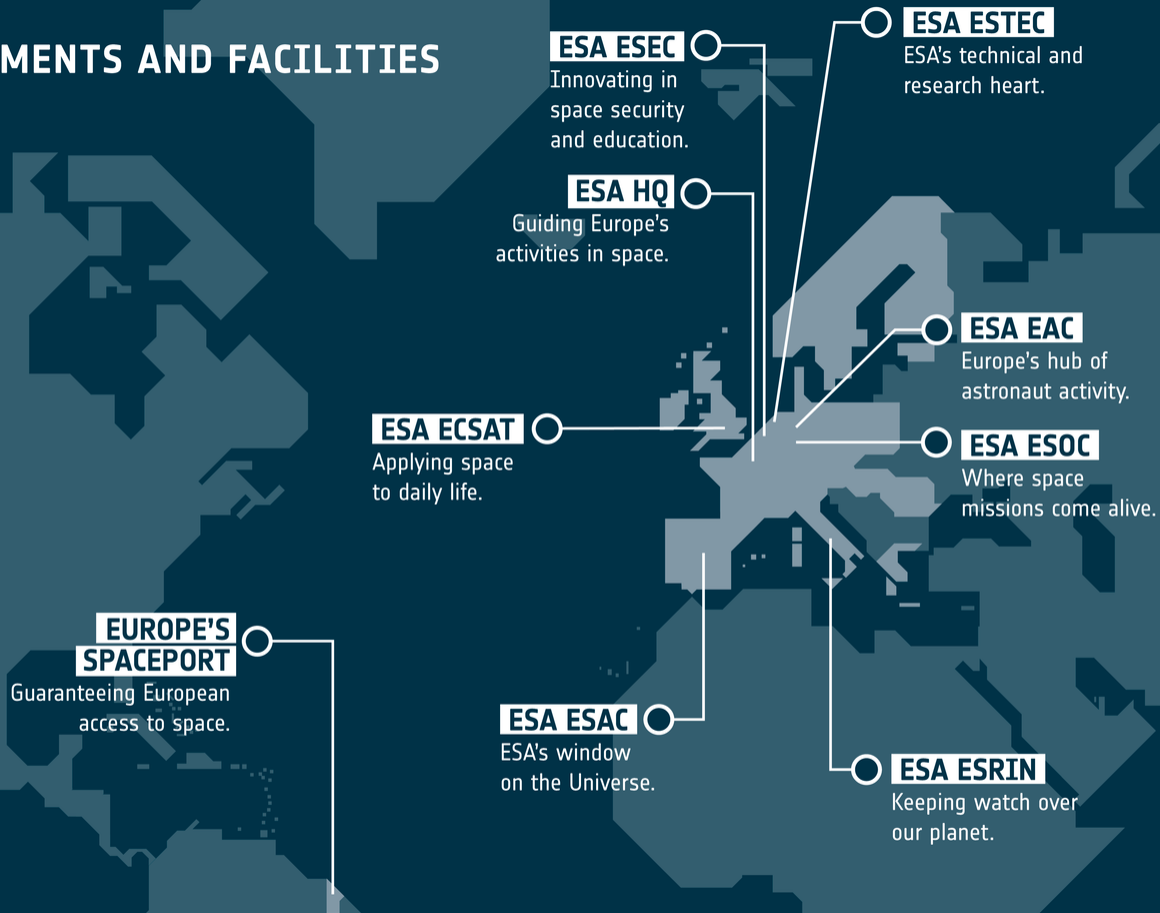 MENTS AND FACILITIES
ESA ESEC
Innovating in
space security
and education.
ESA ESTEC
ESA's technical and
research heart.
ESA HQ
Guiding Europe's
activities in space.
ESA EAC
Europe's hub of
astronaut activity.
ESA ECSAT
Applying space
to daily life.
ESA ESOC
Where space
missions come alive.
EUROPE'S
SPACEPORT
Guaranteeing European
access to space.
ESA ESAC
ESA's window
on the Universe.
ESA ESRIN
Keeping watch over
our planet.